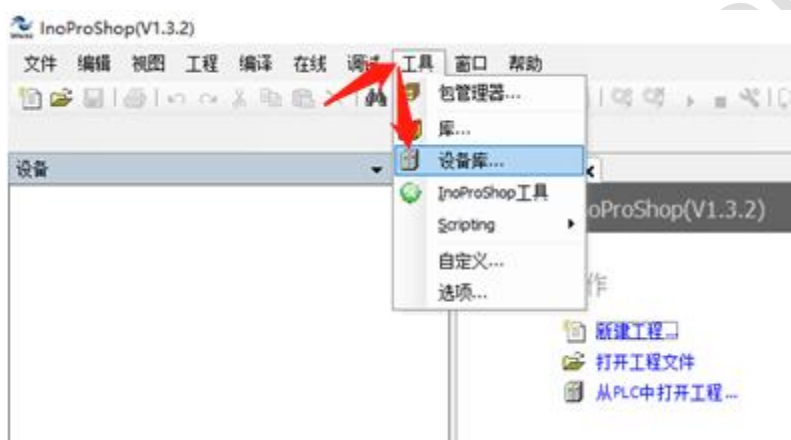 InoProShop(V1.3.2)
文件 编辑 视图 工程 编译 在线 调试 工具 窗口 帮助
包管理器...
库...
设备库...
设备
InoProShop工具
oProShop(V1.3.2)
Scripting
自定义...
作
选项...
新建工程...
打开工程文件
从PLC中打开工程...